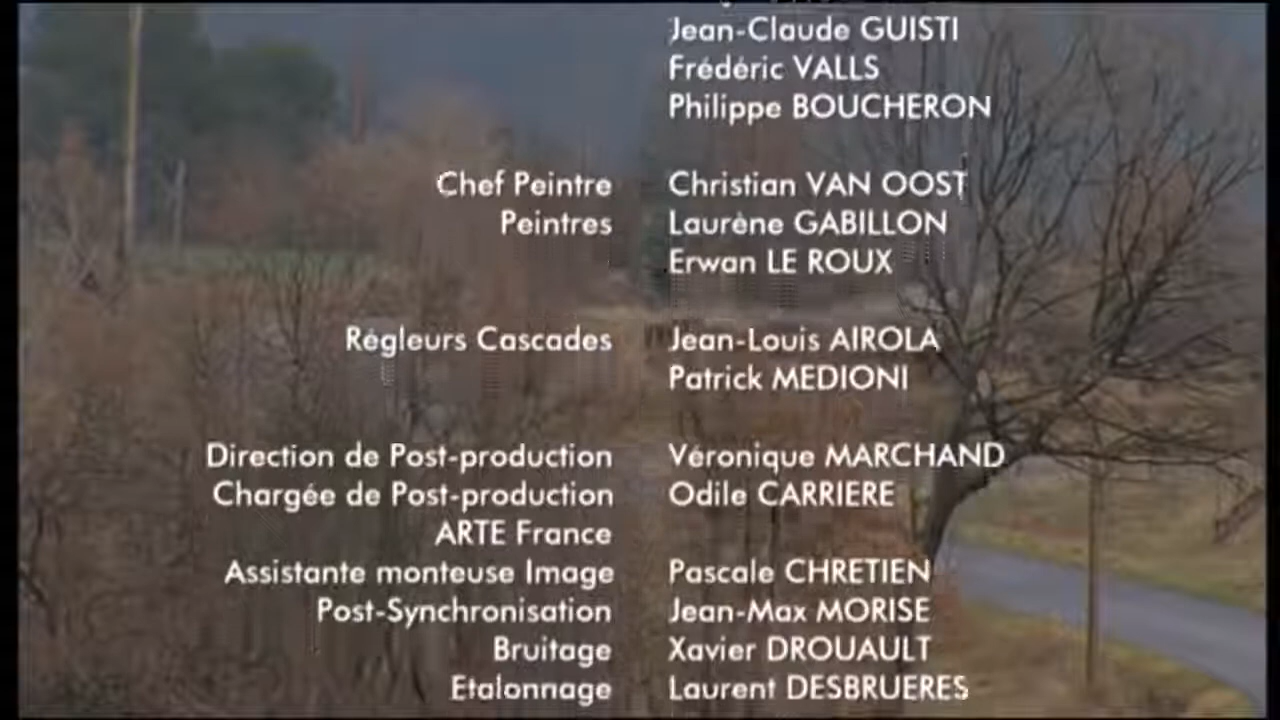 Jean-Claude GUISTI
Frédéric VALLS
Philippe BOUCHERON
Chef Peintre Christian VAN OOST
Peintres Laurène GABILLON
Erwan LE ROUX
Règleurs Cascades Jean-Louis AIROLA
Patrick MEDIONI
Direction de Post-production Véronique MARCHAND
Chargée de Post-production Odile CARRIERE
ARTE France
Assistante monteuse Image Pascale CHRETIEN
Post-Synchronisation Jean-Max MORISE
Bruitage Xavier DROUAULT
Etalonnage Laurent DESBRUERES